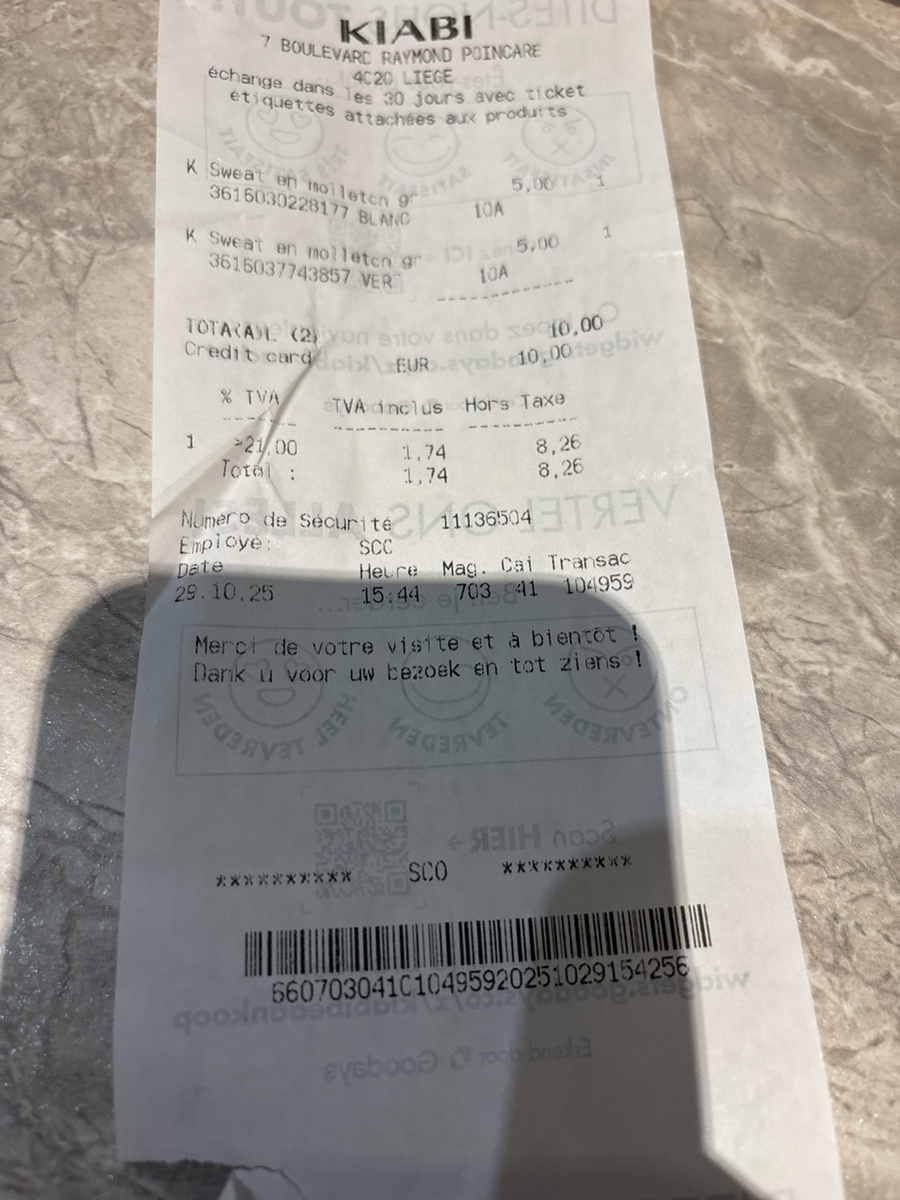 KIABI
7 BOULEVARD RAYMOND POINCARE
4020 LIEGE
échange dans les 30 jours avec ticket
étiquettes attachées aux produits
K Sweat en molleton gr 5,00 1
3616030228177 BLANC 10A
K Sweat en molleton gr 5,00 1
3616037743857 VERT 10A
TOTA(A)L (2) 10,00
Credit card EUR 10,00
% TVA TVA inclus Hors Taxe
1 >21,00 1,74 8,26
Total : 1,74 8,26
Numéro de Sécurité 11136504
Employé: SCO
Date Heure Mag. Cai Transac
29.10.25 15:44 703 41 104959
Merci de votre visite et à bientôt !
Dank u voor uw bezoek en tot ziens !
********** SCO **********
660703041010495920251029154256